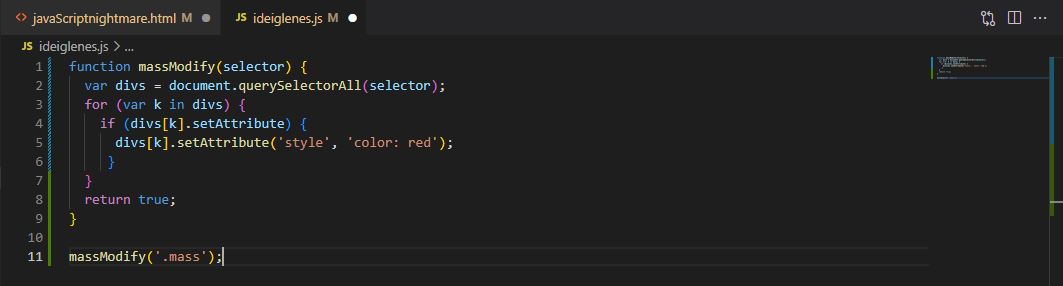 javaScriptnightmare.html M
JS ideiglenes.js M
JS ideiglenes.js > ...
1 function massModify(selector) {
2 var divs = document.querySelectorAll(selector);
3 for (var k in divs) {
4 if (divs[k].setAttribute) {
5 divs[k].setAttribute('style', 'color: red');
6 }
7 }
8 return true;
9 }
10
11 massModify('.mass');